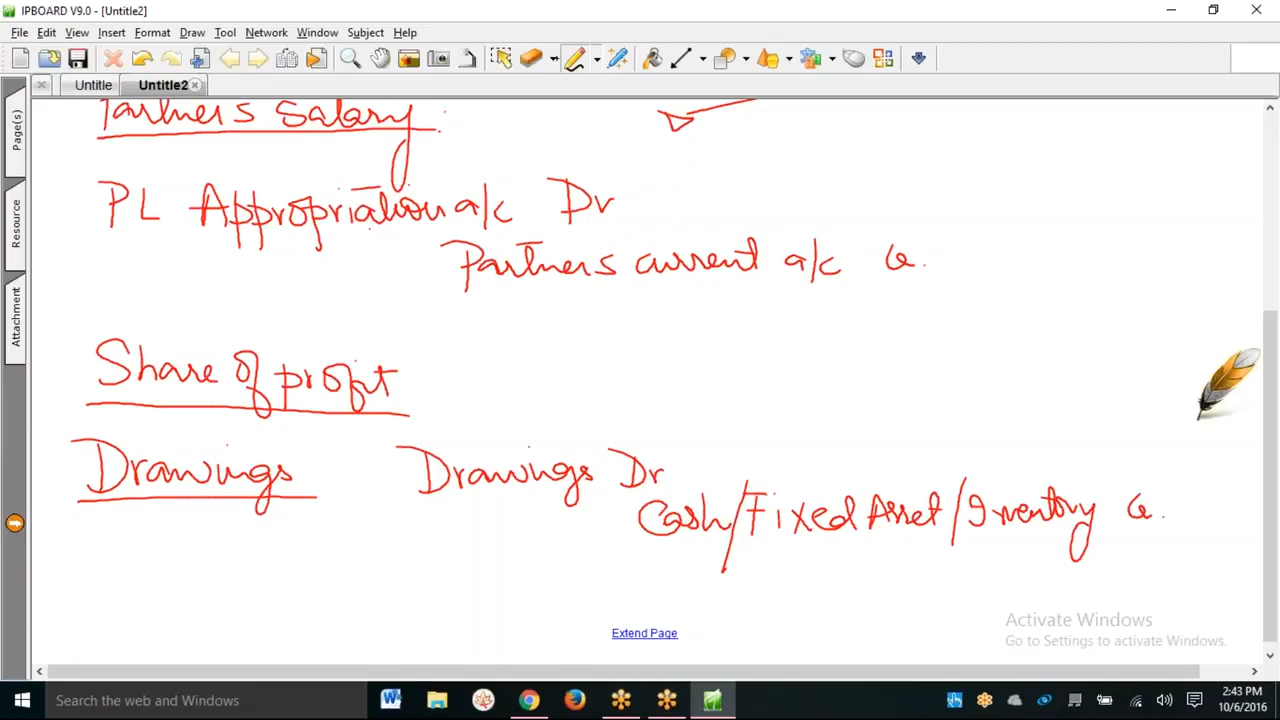 IPBOARD V9.0 - [Untitle2]
File Edit View Insert Format Draw Tool Network Window Subject Help
Untitle Untitle2
Page(s)
Resource
Attachment
Partners Salary
PL Appropriation a/c Dr
Partners current a/c Cr.
Share of profit
Drawings Drawings Dr
Cash/Fixed Asset/Inventory Cr.
Extend Page
Activate Windows
Go to Settings to activate Windows.
Search the web and Windows
2:43 PM
10/6/2016